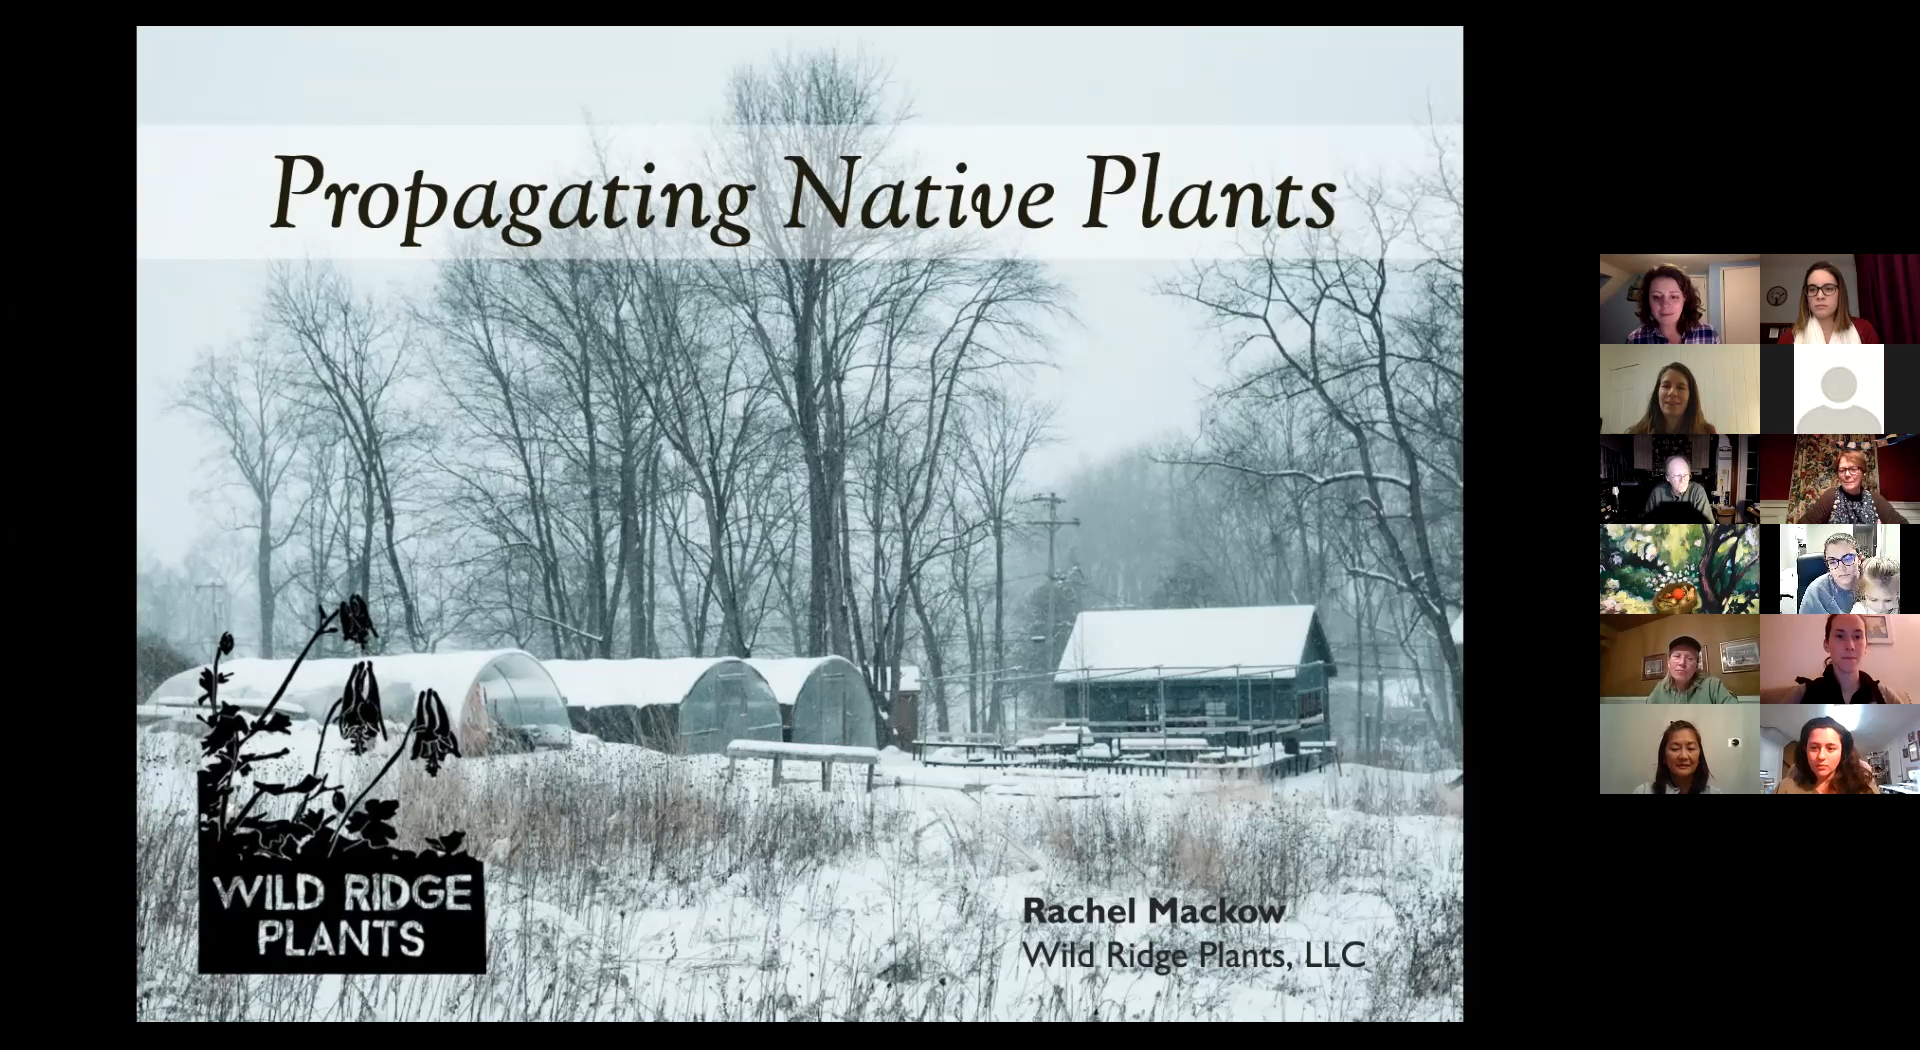 Propagating Native Plants
WILD RIDGE
PLANTS
Rachel Mackow
Wild Ridge Plants, LLC